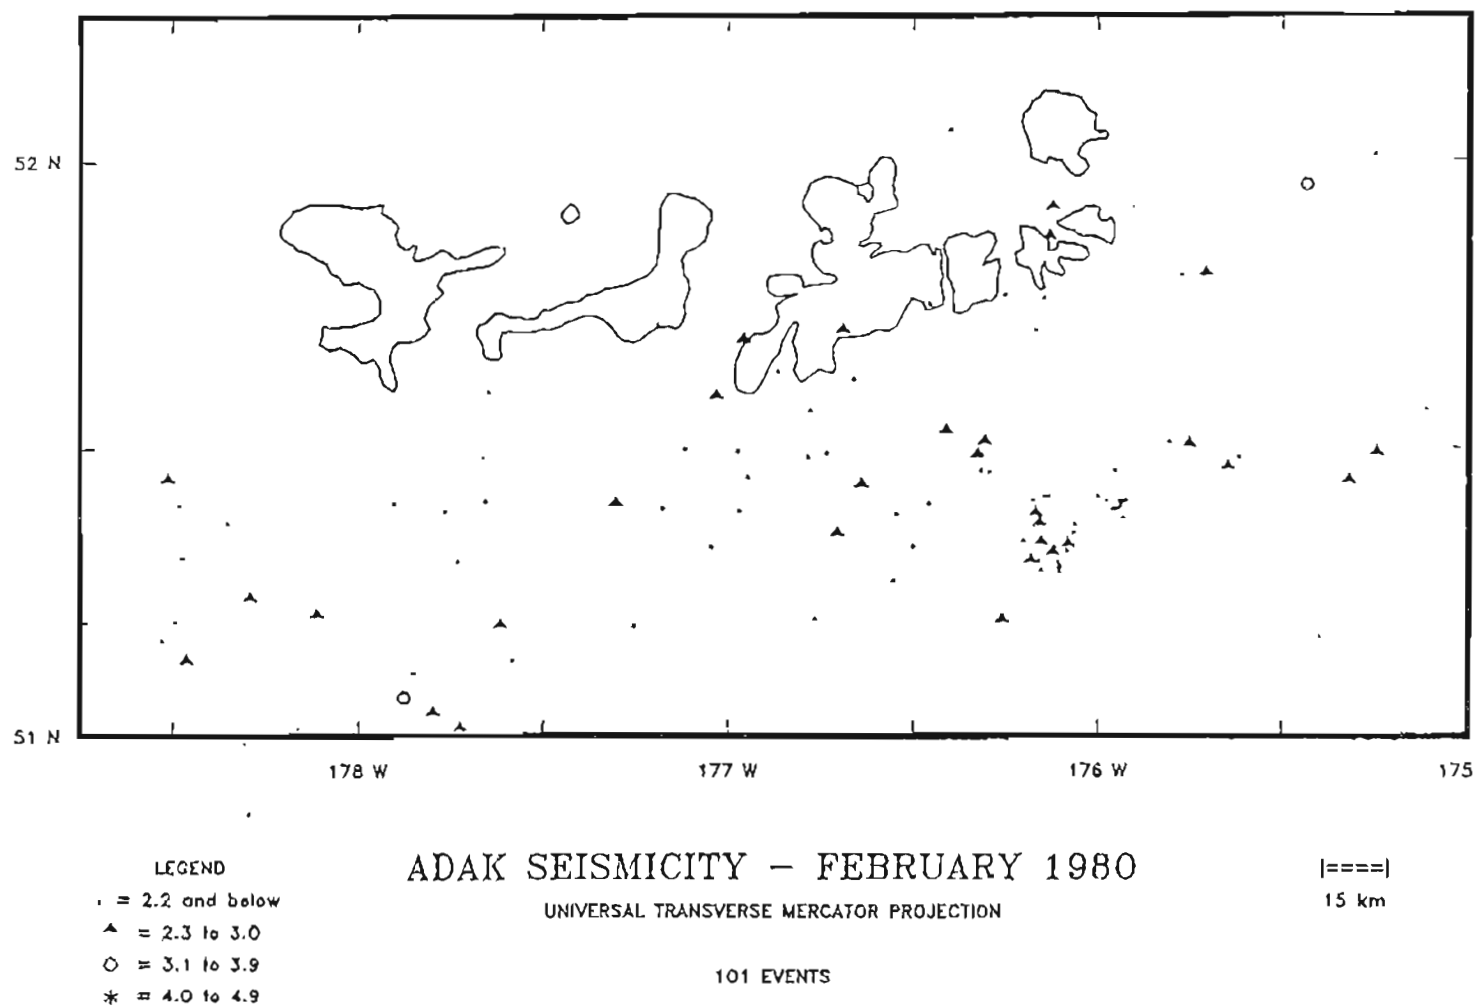 52 N
51 N
178 W
177 W
176 W
175
ADAK SEISMICITY – FEBRUARY 1980
UNIVERSAL TRANSVERSE MERCATOR PROJECTION
101 EVENTS
LEGEND
. = 2.2 and below
▲ = 2.3 to 3.0
○ = 3.1 to 3.9
* = 4.0 to 4.9
|====|
15 km